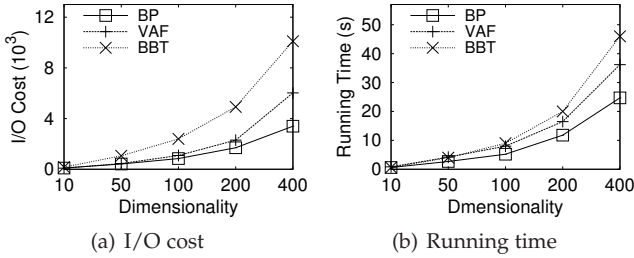 BP
VAF
BBT
I/O Cost (10³)
12
8
4
0
10 50 100 200 400
Dimensionality
(a) I/O cost
BP
VAF
BBT
Running Time (s)
50
40
30
20
10
0
10 50 100 200 400
Dmensionality
(b) Running time